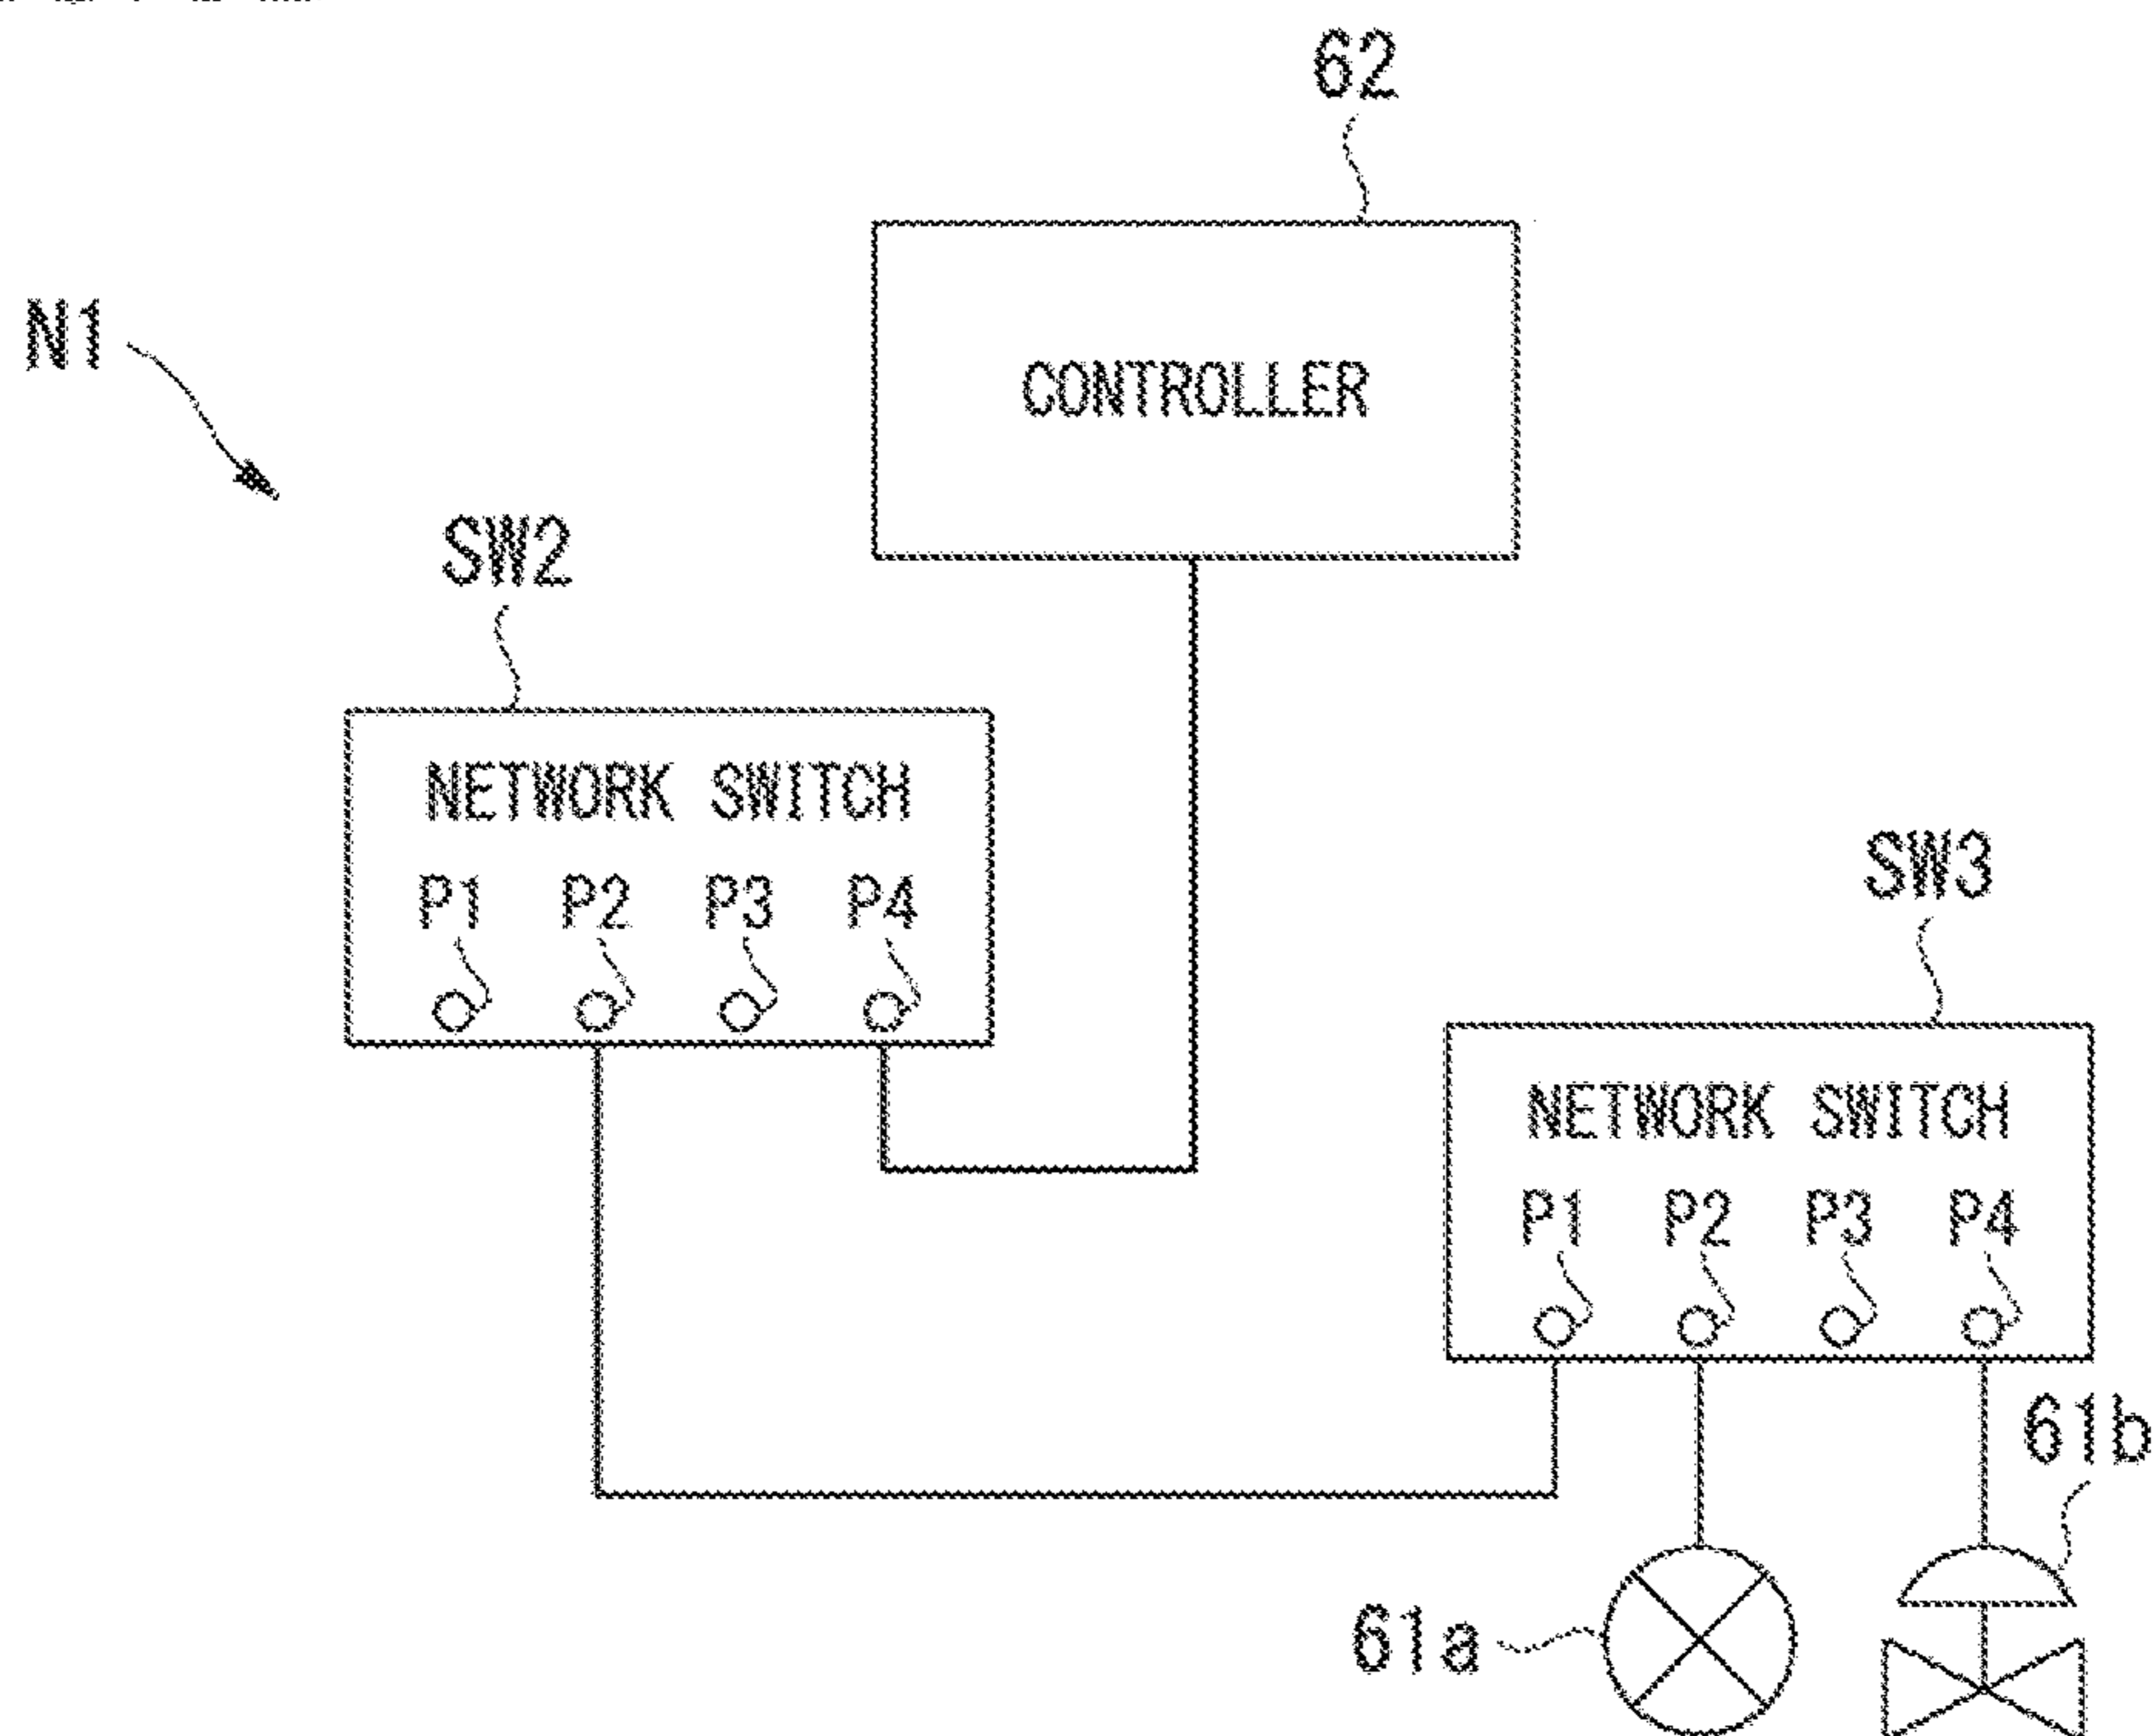 62
N1
CONTROLLER
SW2
NETWORK SWITCH
P1 P2 P3 P4
SW3
NETWORK SWITCH
P1 P2 P3 P4
61b
61a